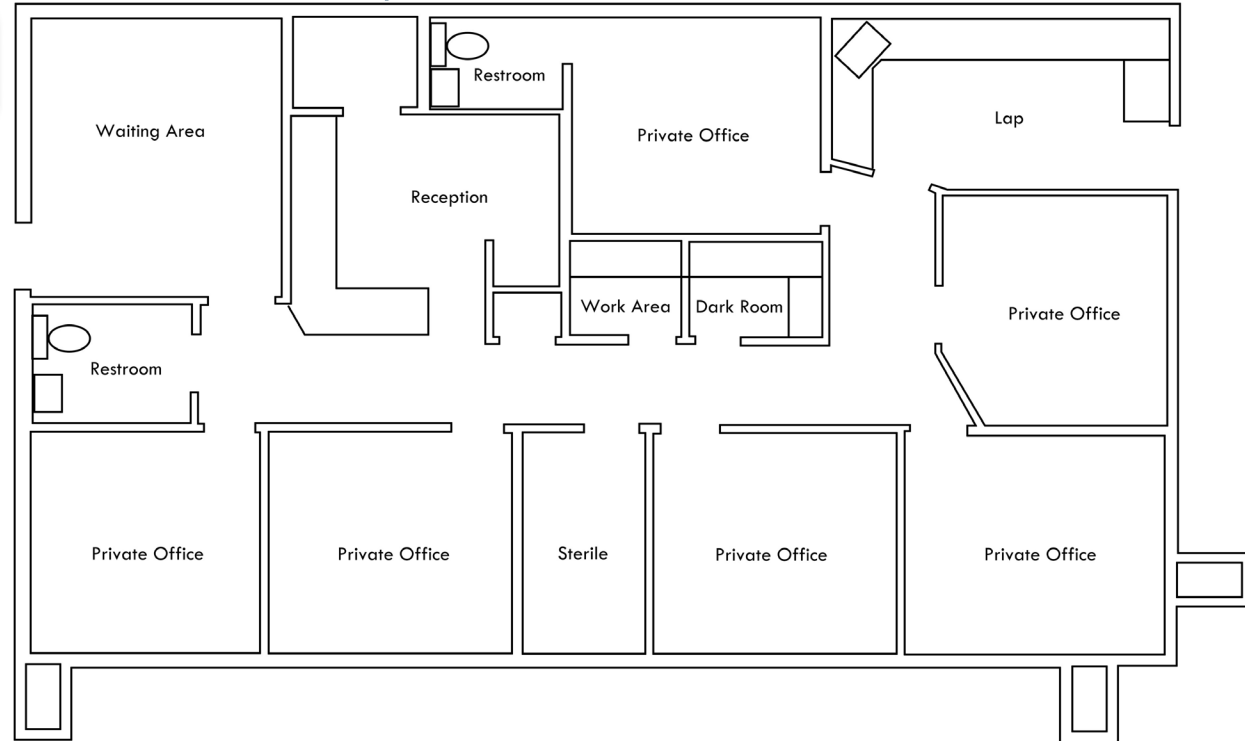 Restroom
Waiting Area
Private Office
Lap
Reception
Work Area
Dark Room
Private Office
Restroom
Private Office
Private Office
Sterile
Private Office
Private Office